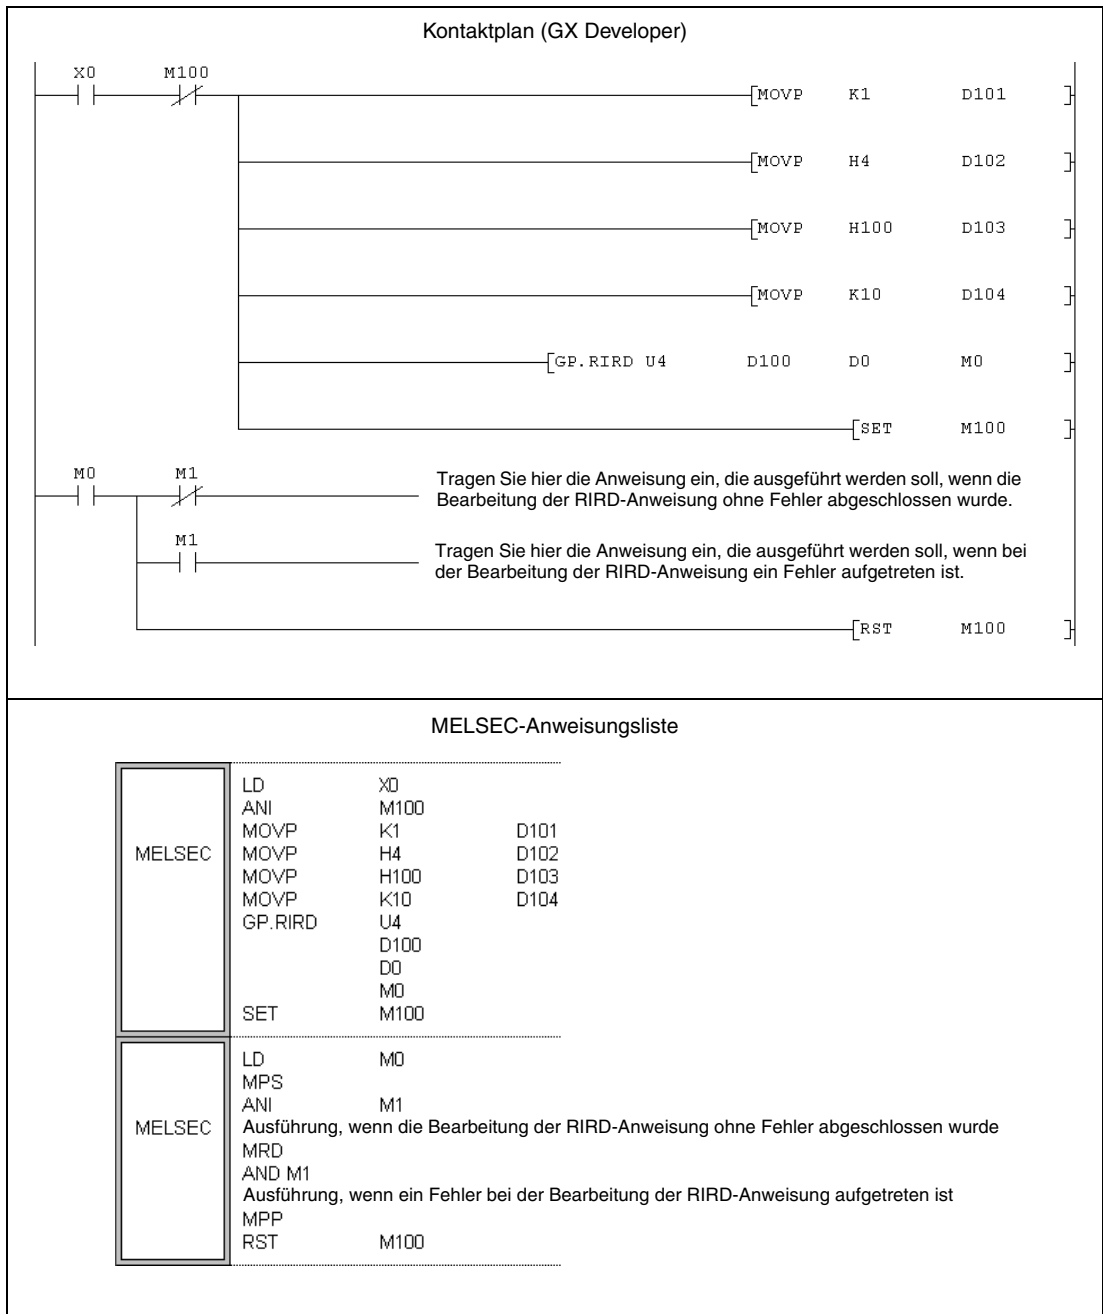 Kontaktplan (GX Developer)
X0 M100
MOVP K1 D101
MOVP H4 D102
MOVP H100 D103
MOVP K10 D104
GP.RIRD U4 D100 D0 M0
SET M100
M0 M1
Tragen Sie hier die Anweisung ein, die ausgeführt werden soll, wenn die
Bearbeitung der RIRD-Anweisung ohne Fehler abgeschlossen wurde.
M1
Tragen Sie hier die Anweisung ein, die ausgeführt werden soll, wenn bei
der Bearbeitung der RIRD-Anweisung ein Fehler aufgetreten ist.
RST M100
MELSEC-Anweisungsliste
LD X0
ANI M100
MOVP K1 D101
MELSEC MOVP H4 D102
MOVP H100 D103
MOVP K10 D104
GP.RIRD U4
D100
D0
M0
SET M100
LD M0
MPS
ANI M1
MELSEC Ausführung, wenn die Bearbeitung der RIRD-Anweisung ohne Fehler abgeschlossen wurde
MRD
AND M1
Ausführung, wenn ein Fehler bei der Bearbeitung der RIRD-Anweisung aufgetreten ist
MPP
RST M100